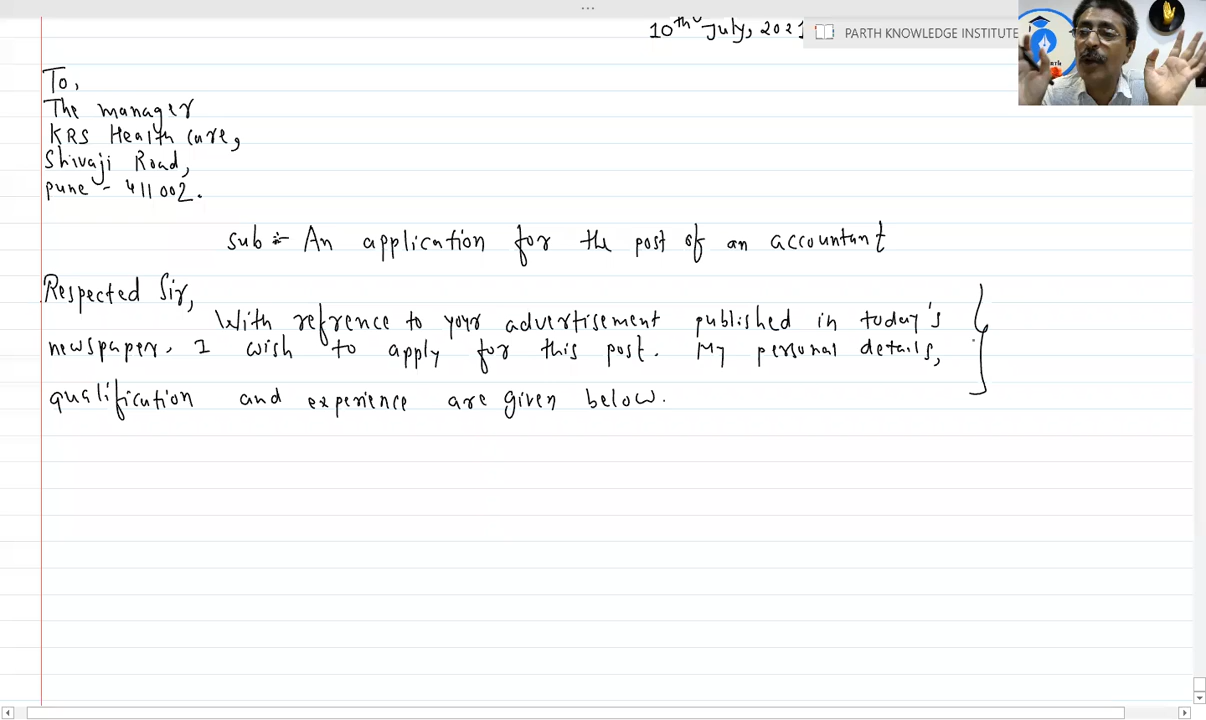 10th July, 2021
PARTH KNOWLEDGE INSTITUTE
To,
The manager
KRS Health care,
Shivaji Road,
pune - 411002.
sub :- An application for the post of an accountant
Respected Sir,
With refrence to your advertisement published in today's
newspaper. I wish to apply for this post. My personal details,
qualification and experience are given below.